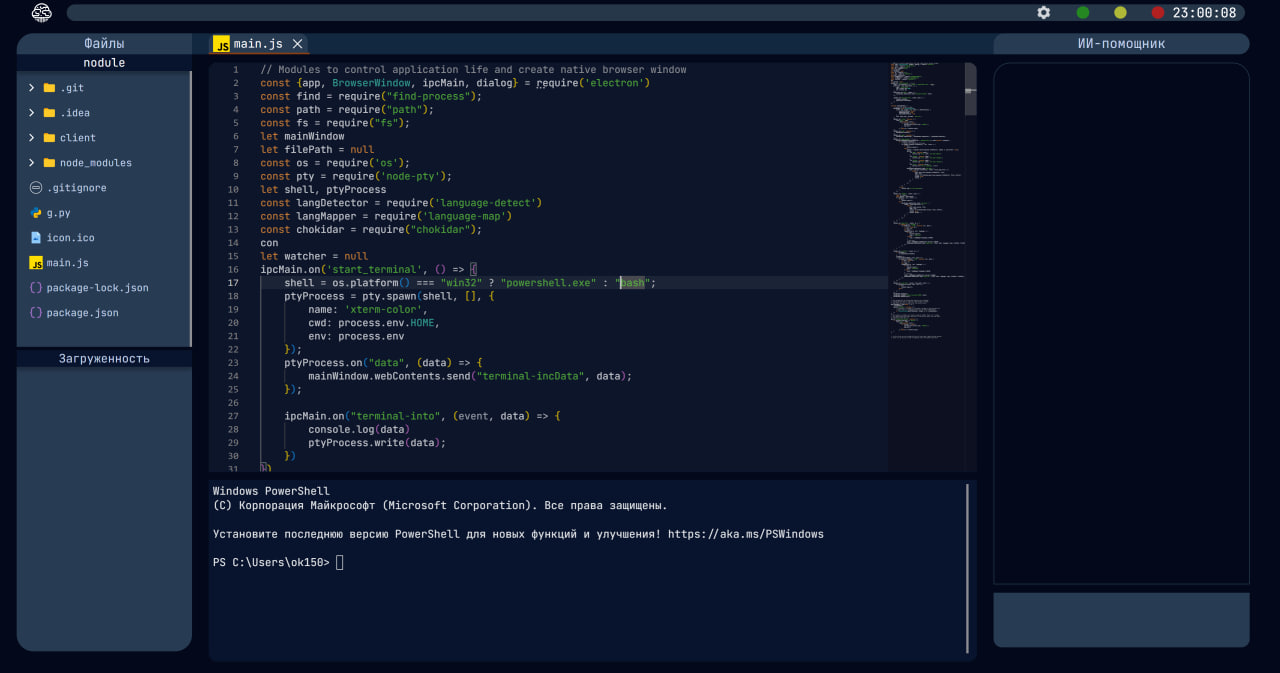 23:00:08
Файлы
nodule
.git
.idea
client
node_modules
.gitignore
g.py
icon.ico
main.js
package-lock.json
package.json
Загруженность
JS main.js
1 // Modules to control application life and create native browser window
2 const {app, BrowserWindow, ipcMain, dialog} = require('electron')
3 const find = require("find-process");
4 const path = require("path");
5 const fs = require("fs");
6 let mainWindow
7 let filePath = null
8 const os = require('os');
9 const pty = require('node-pty');
10 let shell, ptyProcess
11 const langDetector = require('language-detect')
12 const langMapper = require('language-map')
13 const chokidar = require("chokidar");
14 con
15 let watcher = null
16 ipcMain.on('start_terminal', () => {
17 shell = os.platform() === "win32" ? "powershell.exe" : "bash";
18 ptyProcess = pty.spawn(shell, [], {
19 name: 'xterm-color',
20 cwd: process.env.HOME,
21 env: process.env
22 });
23 ptyProcess.on("data", (data) => {
24 mainWindow.webContents.send("terminal-incData", data);
25 });
26
27 ipcMain.on("terminal-into", (event, data) => {
28 console.log(data)
29 ptyProcess.write(data);
30 })
31 })
Windows PowerShell
(C) Корпорация Майкрософт (Microsoft Corporation). Все права защищены.
Установите последнюю версию PowerShell для новых функций и улучшения! https://aka.ms/PSWindows
PS C:\Users\ok150>
ИИ-помощник